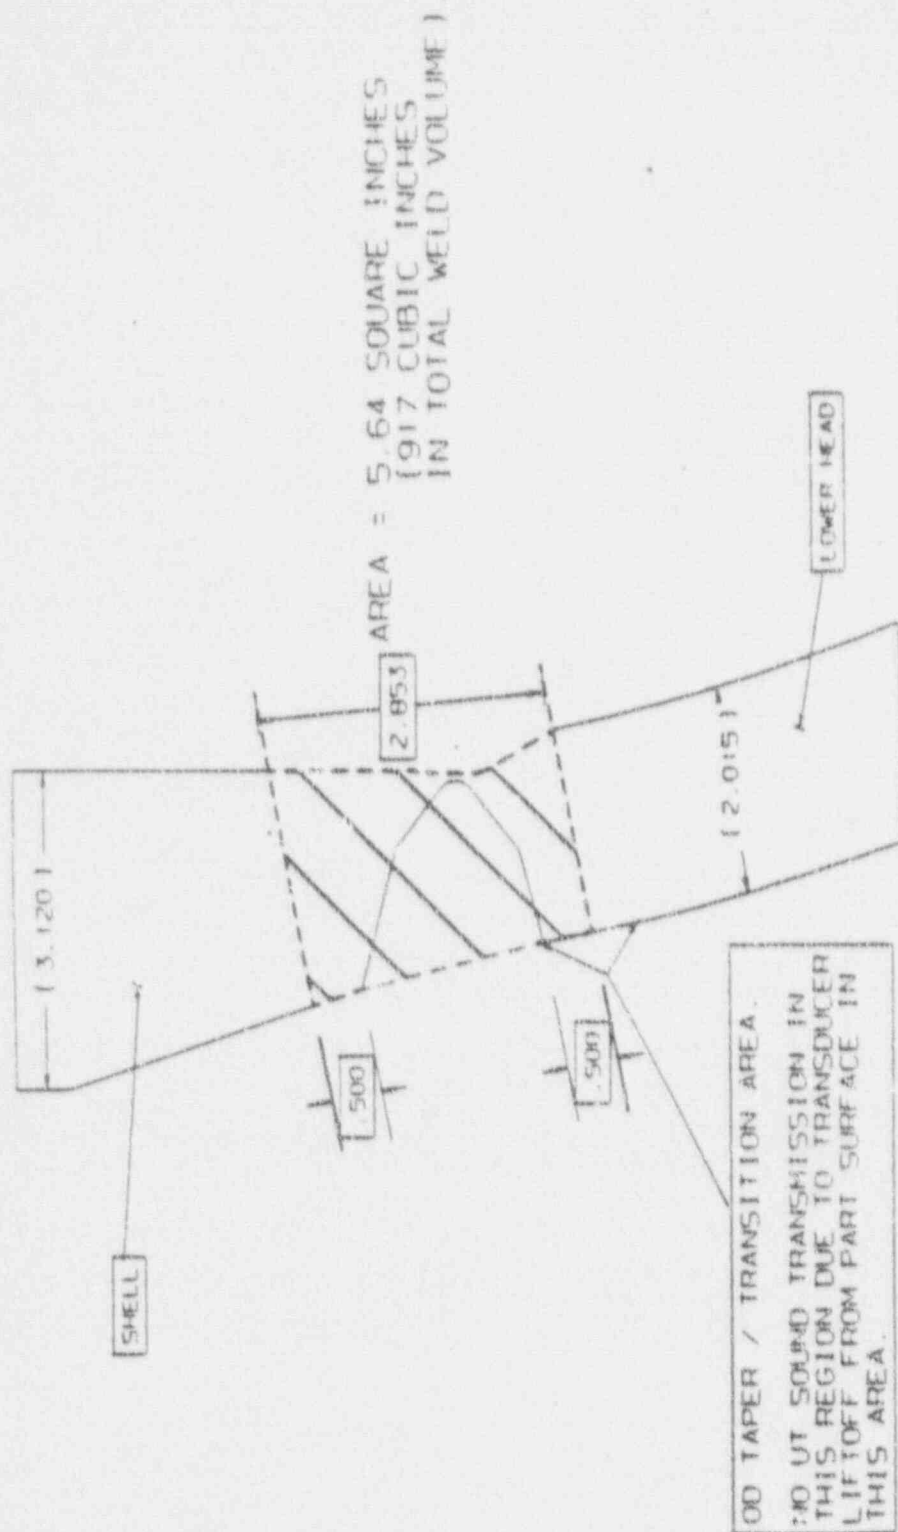 (3.120)
SHELL
.500
.500
2.853
AREA = 5.64 SQUARE INCHES
(917 CUBIC INCHES
IN TOTAL WELD VOLUME)
(2.015)
LOWER HEAD
OD TAPER / TRANSITION AREA.
NO UT SOUND TRANSMISSION IN
THIS REGION DUE TO TRANSDUCER
LIFTOFF FROM PART SURFACE IN
THIS AREA.